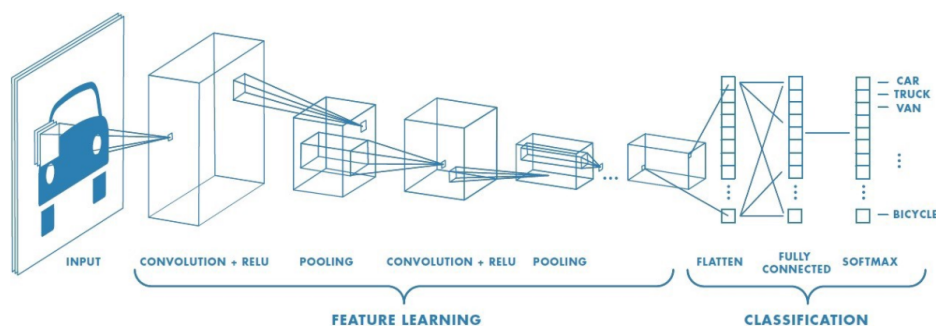 CAR
TRUCK
VAN
BICYCLE
INPUT
CONVOLUTION + RELU
POOLING
CONVOLUTION + RELU
POOLING
FLATTEN
FULLY
CONNECTED
SOFTMAX
FEATURE LEARNING
CLASSIFICATION